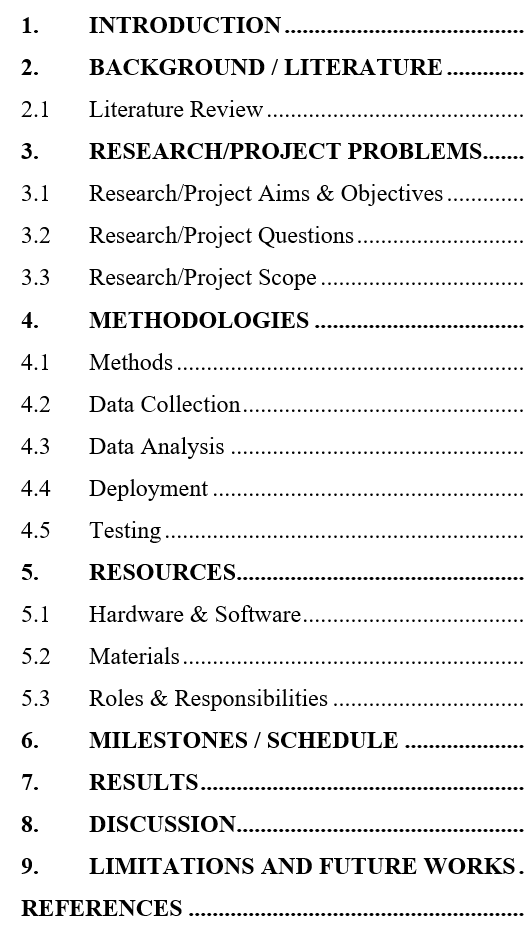 1. INTRODUCTION........................................
2. BACKGROUND / LITERATURE.............
2.1 Literature Review...........................................
3. RESEARCH/PROJECT PROBLEMS.......
3.1 Research/Project Aims & Objectives.............
3.2 Research/Project Questions............................
3.3 Research/Project Scope..................................
4. METHODOLOGIES...................................
4.1 Methods..........................................................
4.2 Data Collection...............................................
4.3 Data Analysis.................................................
4.4 Deployment....................................................
4.5 Testing............................................................
5. RESOURCES................................................
5.1 Hardware & Software.....................................
5.2 Materials.........................................................
5.3 Roles & Responsibilities................................
6. MILESTONES / SCHEDULE....................
7. RESULTS......................................................
8. DISCUSSION................................................
9. LIMITATIONS AND FUTURE WORKS.
REFERENCES........................................................